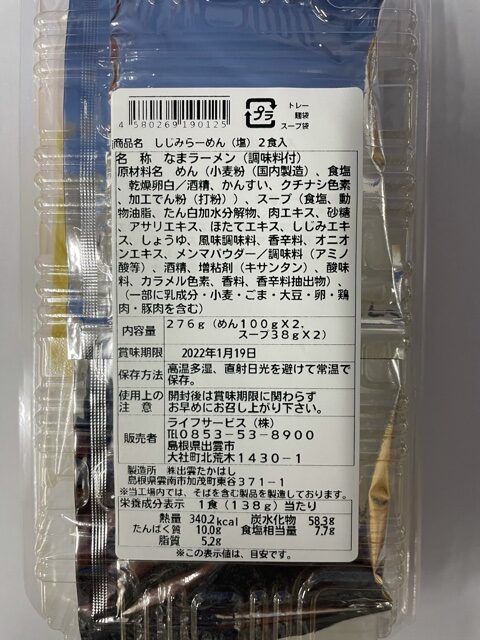 4 580269 190125
プラ
トレー
麺袋
スープ袋
商品名 しじみらーめん（塩）２食入
名 称 なまラーメン（調味料付）
原材料名 めん（小麦粉（国内製造）、食塩
、乾燥卵白／酒精、かんすい、クチナシ色素
、加工でん粉（打粉））、スープ（食塩、動
物油脂、たん白加水分解物、肉エキス、砂糖
、アサリエキス、ほたてエキス、しじみエキ
ス、しょうゆ、風味調味料、香辛料、オニオ
ンエキス、メンマパウダー／調味料（アミノ
酸等）、酒精、増粘剤（キサンタン）、酸味
料、カラメル色素、香料、香辛料抽出物）、
（一部に乳成分・小麦・ごま・大豆・卵・鶏
肉・豚肉を含む）
内容量 276g（めん100gX2、
スープ38gX2）
賞味期限 2022年1月19日
保存方法 高温多湿、直射日光を避けて常温で
保存。
使用上の 開封後は賞味期限に関わらず
注 意 お早めにお召し上がり下さい。
販売者 ライフサービス（株）
TEL0853-53-8900
島根県出雲市
大社町北荒木1430-1
製造所 ㈱出雲たかはし
島根県雲南市加茂町東谷371-1
※当工場内では、そばを含む製品を製造しております。
栄養成分表示 1食（138g）当たり
熱量 340.2kcal 炭水化物 58.3g
たんぱく質 10.0g 食塩相当量 7.7g
脂質 5.2g
※この表示値は、目安です。